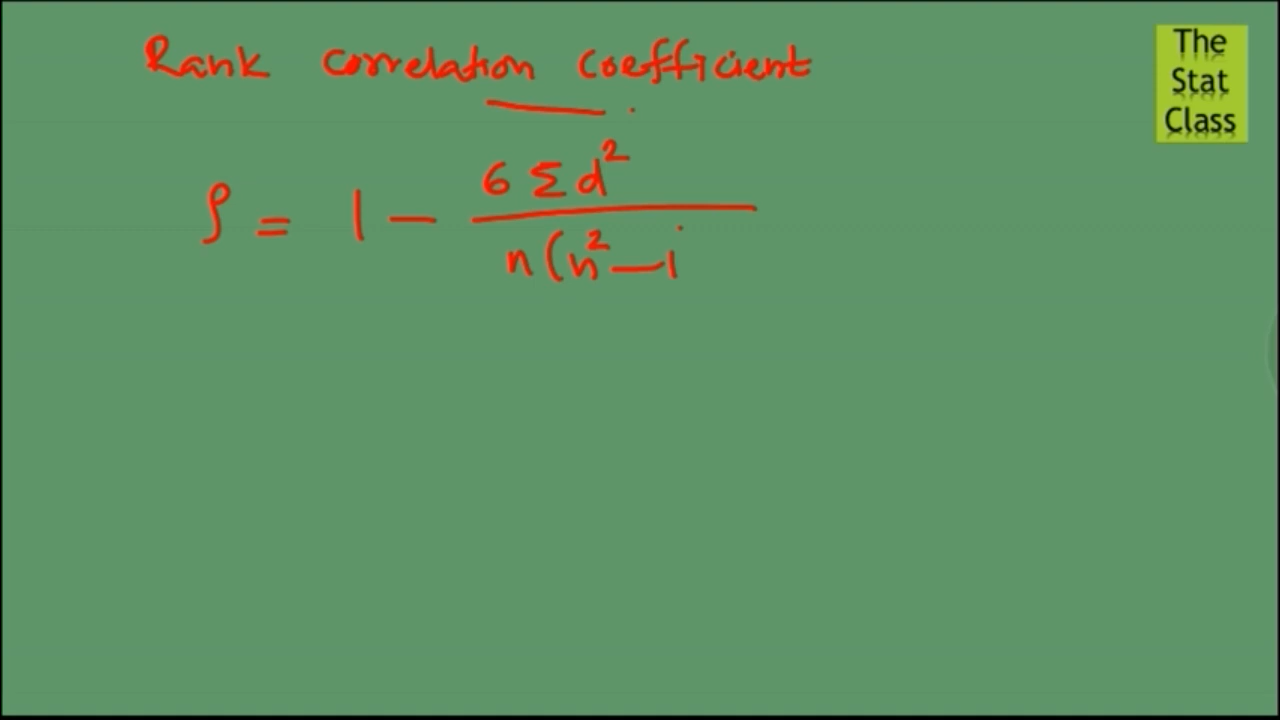 Rank correlation coefficient
The
Stat
Class
ρ = 1 - 6 Σ d²
n(n² - 1